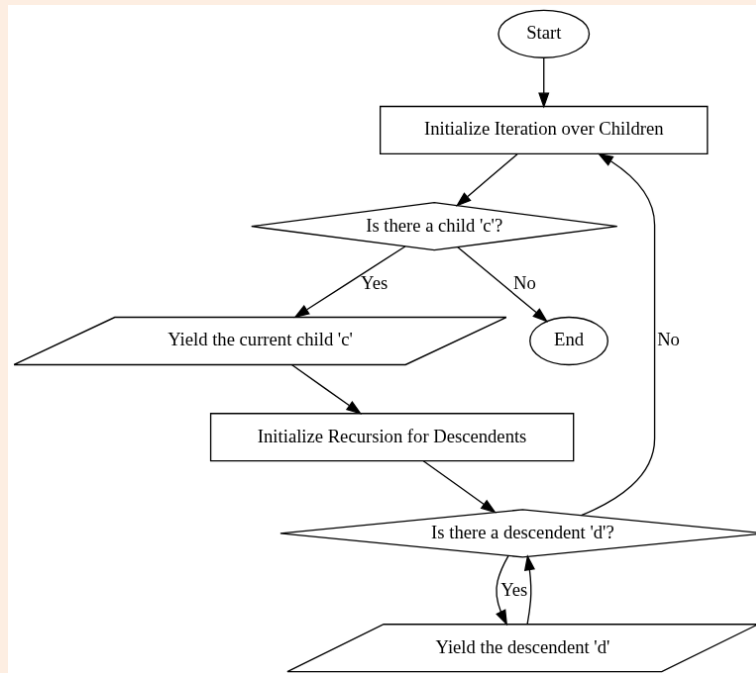 Start
Initialize Iteration over Children
Is there a child 'c'?
Yes
No
Yield the current child 'c'
End
No
Initialize Recursion for Descendents
Is there a descendent 'd'?
Yes
Yield the descendent 'd'